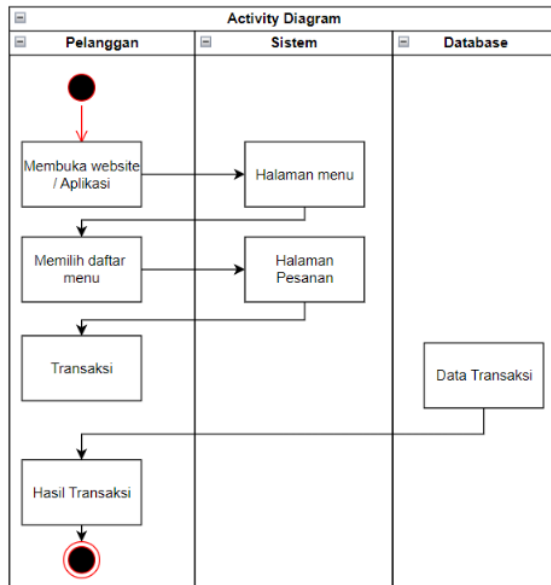 Activity Diagram
Pelanggan
Sistem
Database
Membuka website
/ Aplikasi
Halaman menu
Memilih daftar
menu
Halaman
Pesanan
Transaksi
Data Transaksi
Hasil Transaksi